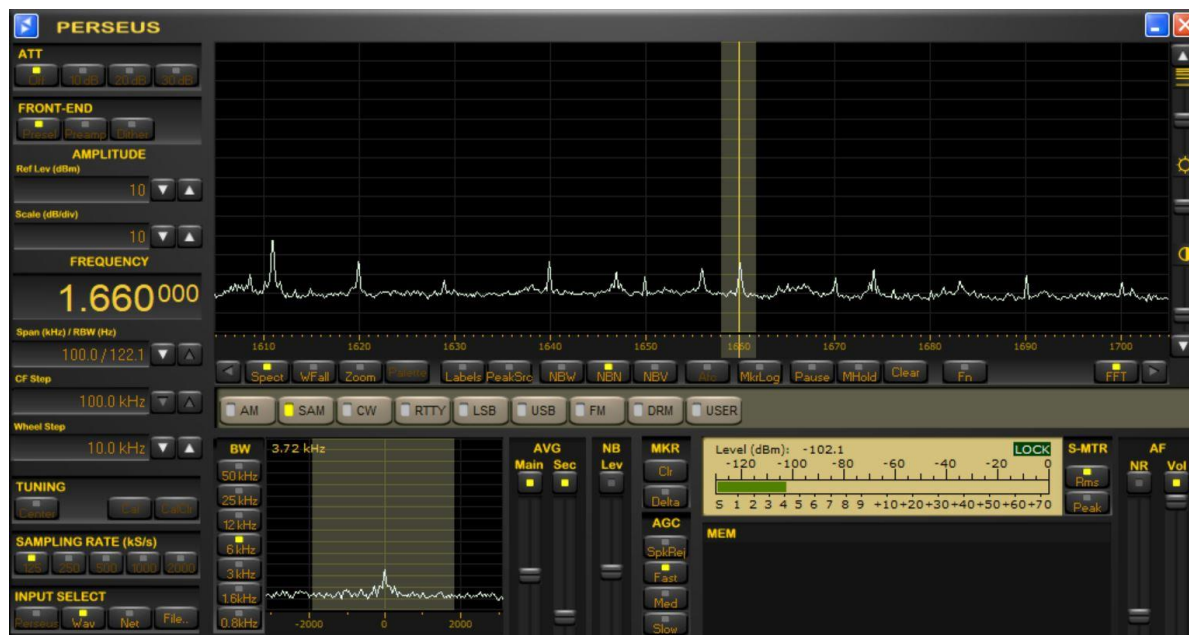 PERSEUS
ATT
Off 10 dB 20 dB 30 dB
FRONT-END
Presel Preamp Dither
AMPLITUDE
Ref Lev (dBm)
10
Scale (dB/div)
10
FREQUENCY
1.660 000
Span (kHz) / RBW (Hz)
100.0 / 122.1
CF Step
100.0 kHz
Wheel Step
10.0 kHz
TUNING
Center Car CalClr
SAMPLING RATE (kS/s)
125 250 500 1000 2000
INPUT SELECT
Perseus Wav Net File..
1610 1620 1630 1640 1650 1660 1670 1680 1690 1700
Spect WFall Zoom Palette Labels PeakSrc NBW NBN NBV MkrLog Pause MHold Clear Fn FFT
AM SAM CW RTTY LSB USB FM DRM USER
BW
50 kHz
25 kHz
12 kHz
6 kHz
3 kHz
1.6kHz
0.8kHz
3.72 kHz
-2000 0 2000
AVG
Main Sec
NB
Lev
MKR
Clr
Delta
AGC
SpkRej
Fast
Med
Slow
Level (dBm): -102.1 LOCK
-120 -100 -80 -60 -40 -20 0
S 1 2 3 4 5 6 7 8 9 +10+20+30+40+50+60+70
S-MTR
Rms
Peak
AF
NR Vol
MEM